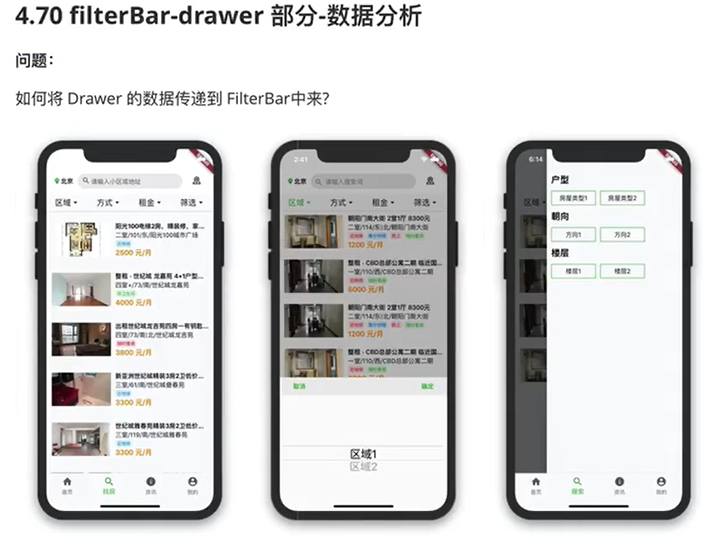 4.70 filterBar-drawer 部分-数据分析
问题：
如何将 Drawer 的数据传递到 FilterBar中来?
北京
请输入小区或地址
区域
方式
租金
筛选
阳光100电梯2房，精装修，家...
二室/101/东/阳光100城市广场
近地铁
2500 元/月
整租 · 世纪城 龙嘉苑 4+1户型...
4000 元/月
出租世纪城龙吉苑四房一有钥匙...
四室/73/南|北/世纪城龙吉苑
随时看房
3800 元/月
新亚洲世纪城精装3房2卫低价...
三室/61/南/世纪城叠春苑
近地铁
3300 元/月
世纪城雅春苑精装3房2卫低价...
三室/119/南/世纪城雅春苑
近地铁
3300 元/月
首页
找房
资讯
我的
2:41
北京
请输入搜索词
区域
方式
租金
筛选
朝阳门南大街 2室1厅 8300元
二室/114/东|北/朝阳门南大街
1200 元/月
整租 · CBD总部公寓二期 临近国...
一室/110/西/CBD总部公寓二期
6000 元/月
朝阳门南大街 2室1厅 8300元
二室/114/东|北/朝阳门南大街
1200 元/月
整租 · CBD总部公寓二期 临近国...
一室/110/西/CBD总部公寓二期
取消
确定
区域1
区域2
6:14
区域
户型
房屋类型1
房屋类型2
朝向
方向1
方向2
楼层
楼层1
楼层2
首页
搜索
资讯
我的